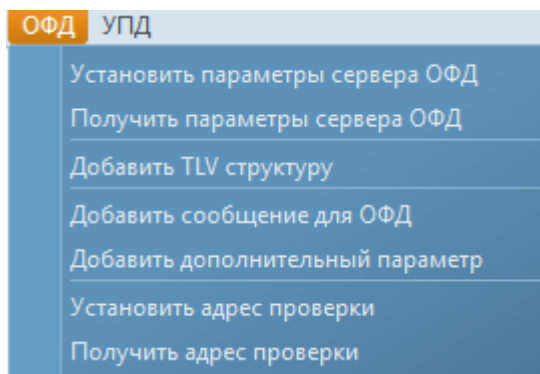 ОФД УПД
Установить параметры сервера ОФД
Получить параметры сервера ОФД
Добавить TLV структуру
Добавить сообщение для ОФД
Добавить дополнительный параметр
Установить адрес проверки
Получить адрес проверки